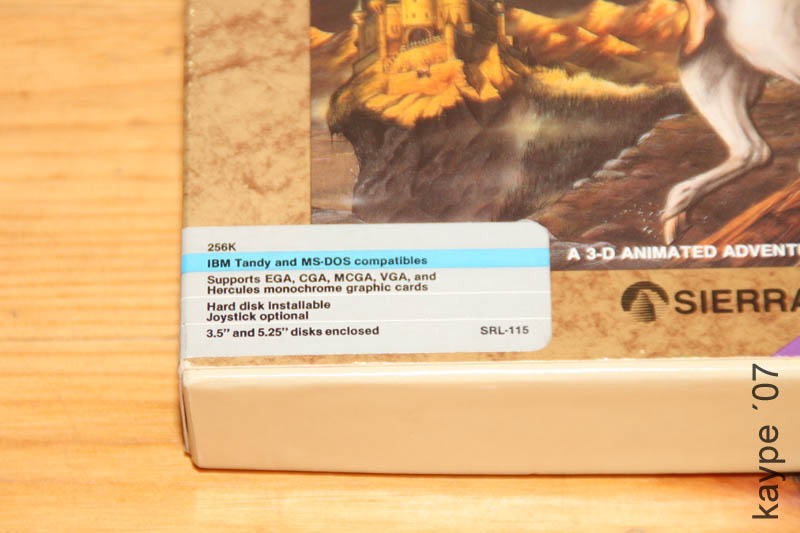 256K
IBM Tandy and MS-DOS compatibles
Supports EGA, CGA, MCGA, VGA, and
Hercules monochrome graphic cards
Hard disk installable
Joystick optional
3.5" and 5.25" disks enclosed SRL-115
A 3-D ANIMATED
SIERRA
kaype ´07